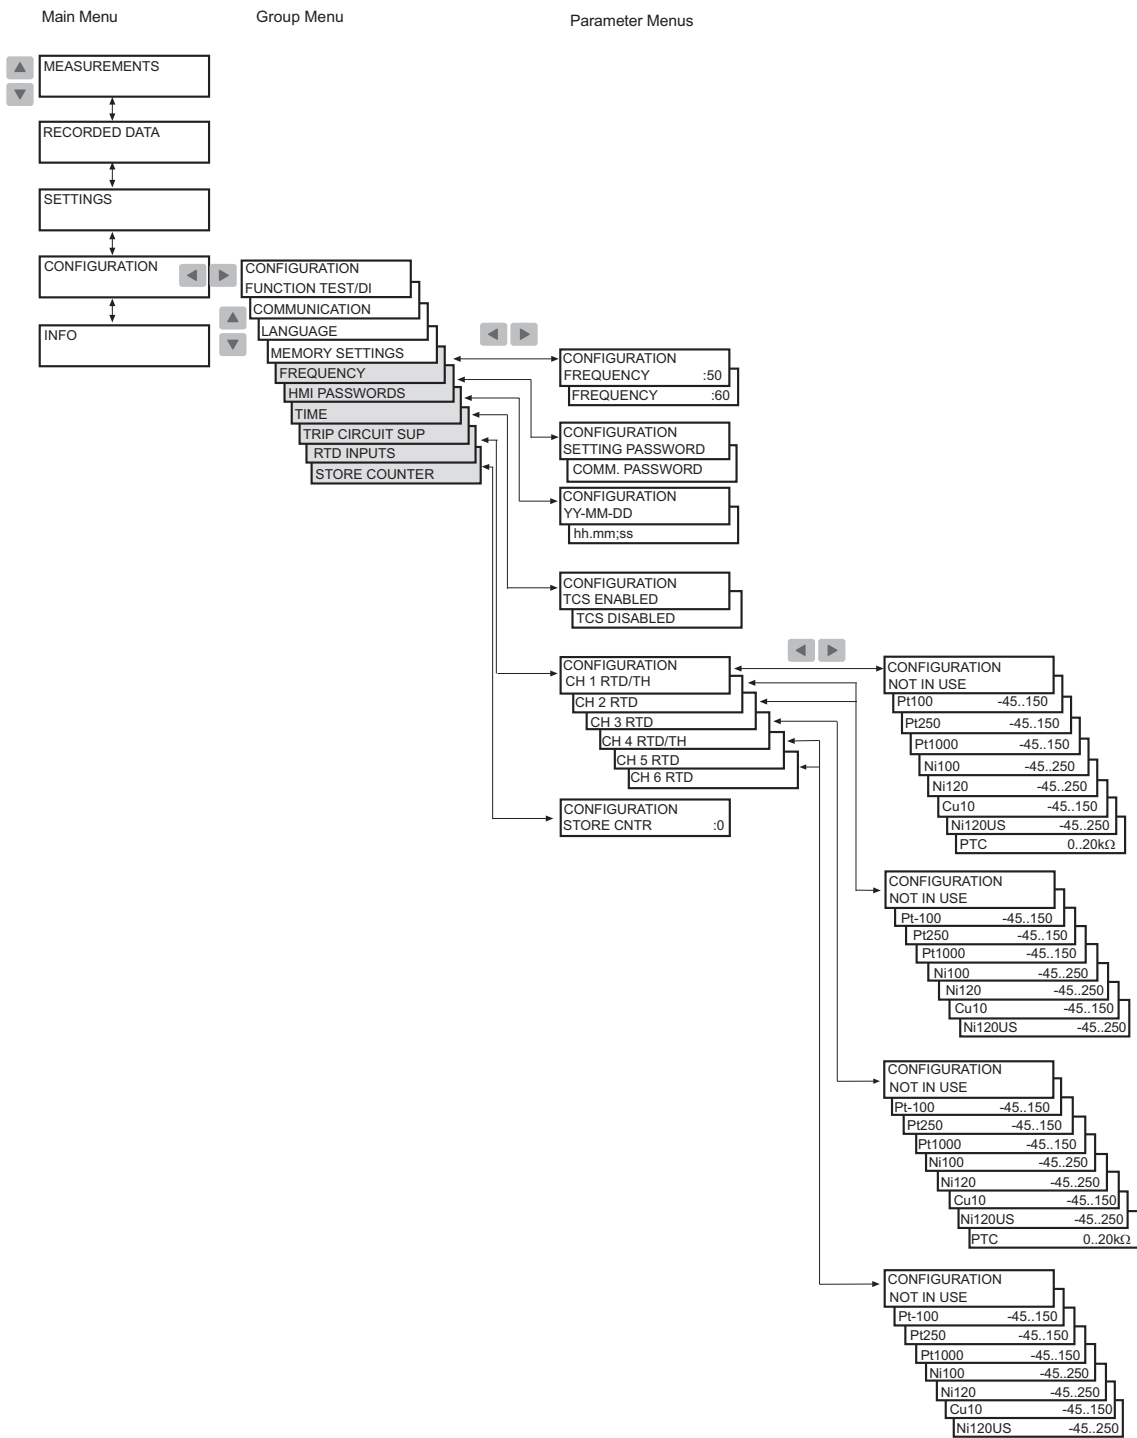 Main Menu
Group Menu
Parameter Menus
MEASUREMENTS
RECORDED DATA
SETTINGS
CONFIGURATION
INFO
CONFIGURATION
FUNCTION TEST/DI
COMMUNICATION
LANGUAGE
MEMORY SETTINGS
FREQUENCY
HMI PASSWORDS
TIME
TRIP CIRCUIT SUP
RTD INPUTS
STORE COUNTER
CONFIGURATION
FREQUENCY :50
FREQUENCY :60
CONFIGURATION
SETTING PASSWORD
COMM. PASSWORD
CONFIGURATION
YY-MM-DD
hh.mm;ss
CONFIGURATION
TCS ENABLED
TCS DISABLED
CONFIGURATION
CH 1 RTD/TH
CH 2 RTD
CH 3 RTD
CH 4 RTD/TH
CH 5 RTD
CH 6 RTD
CONFIGURATION
STORE CNTR :0
CONFIGURATION
NOT IN USE
Pt100 -45..150
Pt250 -45..150
Pt1000 -45..150
Ni100 -45..250
Ni120 -45..250
Cu10 -45..150
Ni120US -45..250
PTC 0..20kΩ
CONFIGURATION
NOT IN USE
Pt-100 -45..150
Pt250 -45..150
Pt1000 -45..150
Ni100 -45..250
Ni120 -45..250
Cu10 -45..150
Ni120US -45..250
CONFIGURATION
NOT IN USE
Pt-100 -45..150
Pt250 -45..150
Pt1000 -45..150
Ni100 -45..250
Ni120 -45..250
Cu10 -45..150
Ni120US -45..250
PTC 0..20kΩ
CONFIGURATION
NOT IN USE
Pt-100 -45..150
Pt250 -45..150
Pt1000 -45..150
Ni100 -45..250
Ni120 -45..250
Cu10 -45..150
Ni120US -45..250